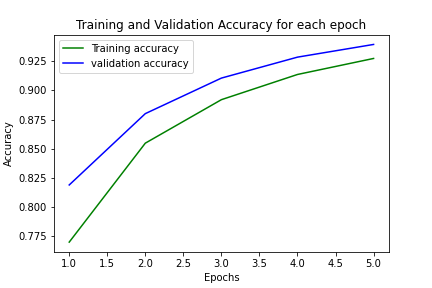 Training and Validation Accuracy for each epoch
Training accuracy
validation accuracy
Accuracy
0.925
0.900
0.875
0.850
0.825
0.800
0.775
1.0 1.5 2.0 2.5 3.0 3.5 4.0 4.5 5.0
Epochs